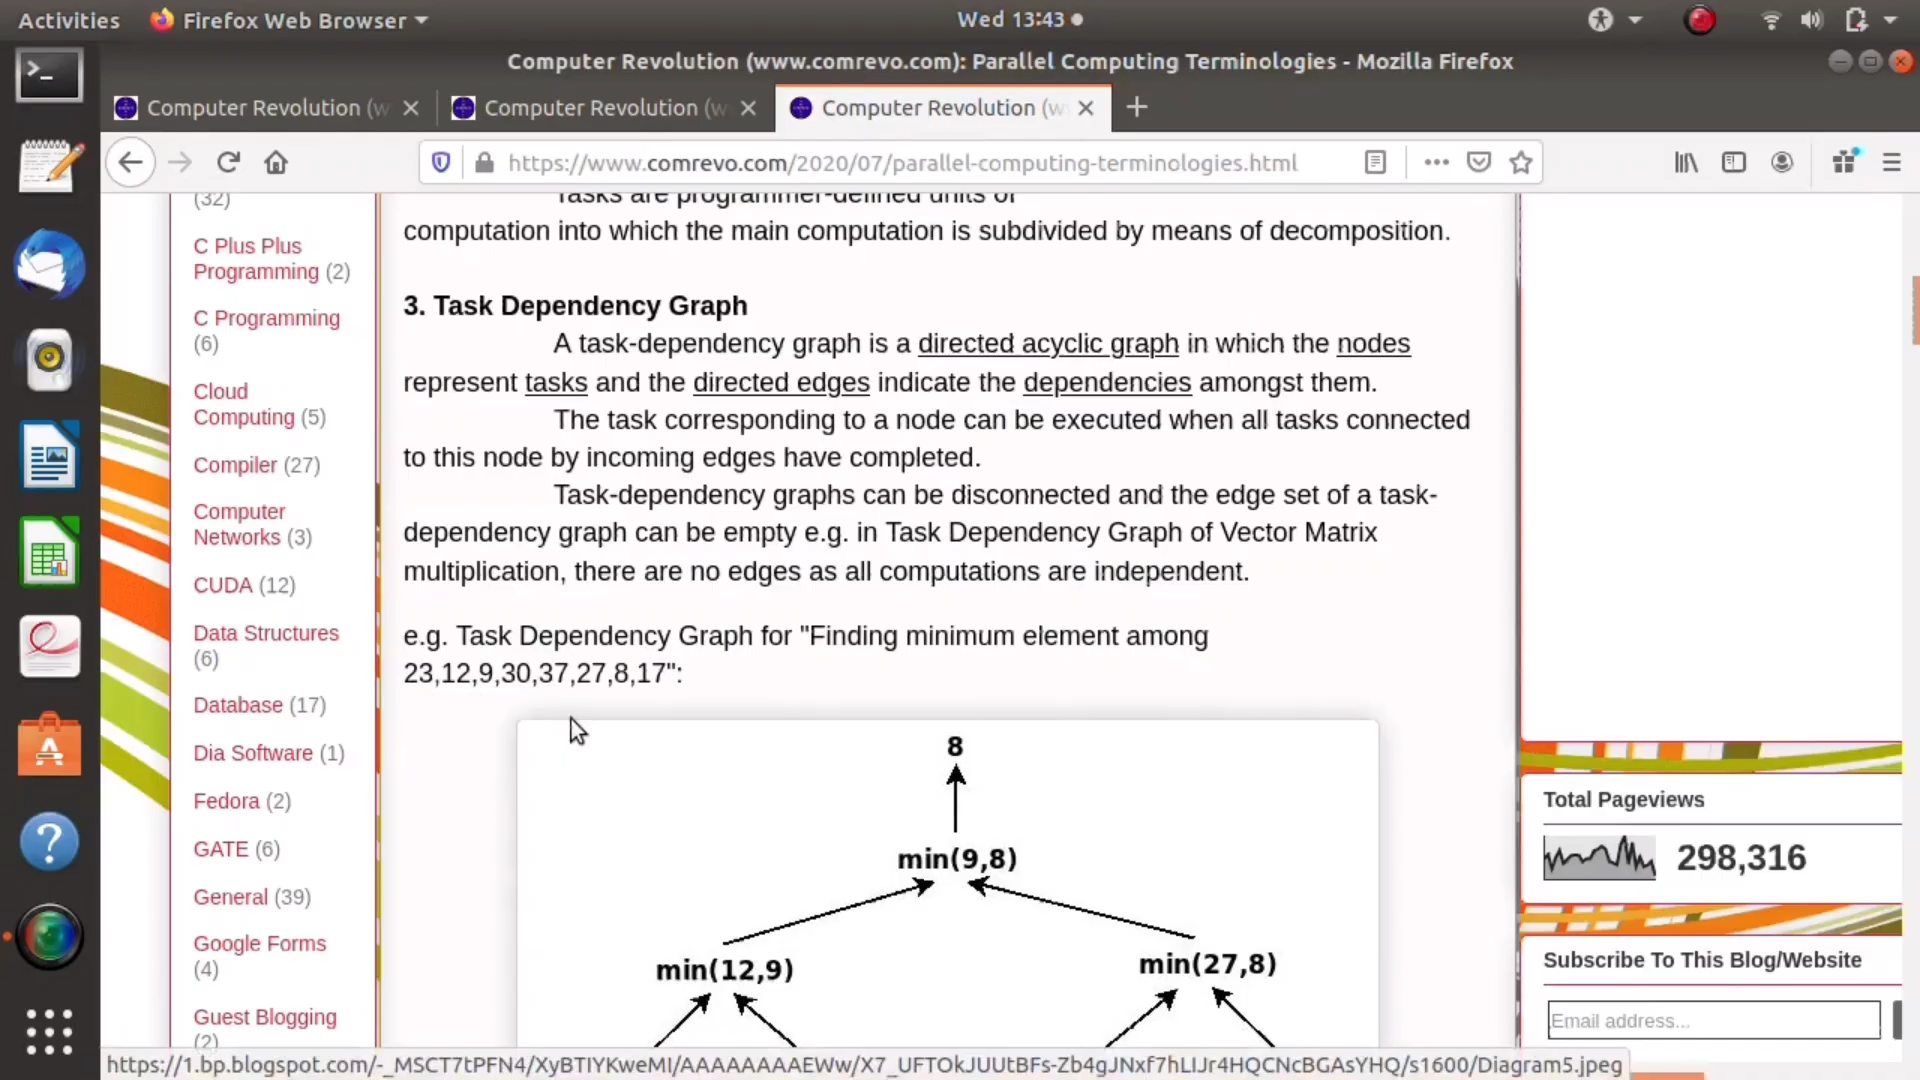 Activities
Firefox Web Browser
Wed 13:43
Computer Revolution (www.comrevo.com): Parallel Computing Terminologies - Mozilla Firefox
Computer Revolution (w
Computer Revolution (w
Computer Revolution (w
https://www.comrevo.com/2020/07/parallel-computing-terminologies.html
(32)
C Plus Plus
Programming (2)
C Programming
(6)
Cloud
Computing (5)
Compiler (27)
Computer
Networks (3)
CUDA (12)
Data Structures
(6)
Database (17)
Dia Software (1)
Fedora (2)
GATE (6)
General (39)
Google Forms
(4)
Guest Blogging
(2)
Tasks are programmer-defined units of
computation into which the main computation is subdivided by means of decomposition.
3. Task Dependency Graph
A task-dependency graph is a directed acyclic graph in which the nodes
represent tasks and the directed edges indicate the dependencies amongst them.
The task corresponding to a node can be executed when all tasks connected
to this node by incoming edges have completed.
Task-dependency graphs can be disconnected and the edge set of a task-
dependency graph can be empty e.g. in Task Dependency Graph of Vector Matrix
multiplication, there are no edges as all computations are independent.
e.g. Task Dependency Graph for "Finding minimum element among
23,12,9,30,37,27,8,17":
8
min(9,8)
min(12,9)
min(27,8)
Total Pageviews
298,316
Subscribe To This Blog/Website
Email address...
https://1.bp.blogspot.com/-_MSCT7tPFN4/XyBTIYKweMI/AAAAAAAAEWw/X7_UFTOkJUUtBFs-Zb4gJNxf7hLlJr4HQCNcBGAsYHQ/s1600/Diagram5.jpeg